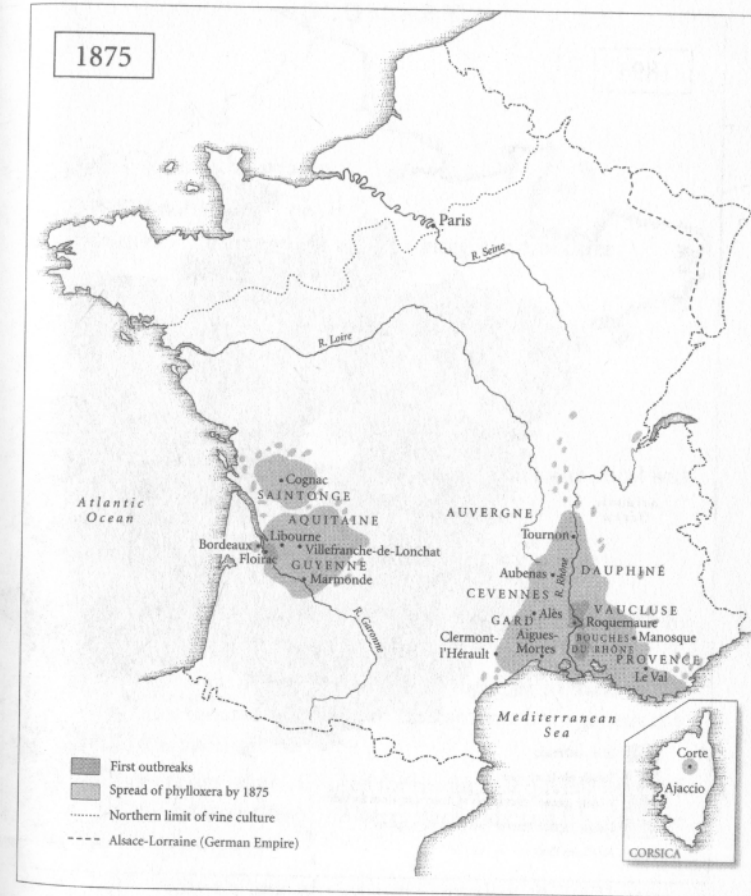 1875
Paris
R. Seine
R. Loire
Cognac
SAINTONGE
Atlantic
Ocean
AQUITAINE
Libourne
Bordeaux
Villefranche-de-Lonchat
Floirac
GUYENNE
Marmonde
R. Garonne
AUVERGNE
Tournon
Aubenas
R. Rhône
DAUPHINÉ
CEVENNES
Alès
VAUCLUSE
GARD
Roquemaure
Clermont-
l'Hérault
Aigues-
Mortes
BOUCHES
DU RHÔNE
Manosque
PROVENCE
Le Val
Mediterranean
Sea
Corte
Ajaccio
CORSICA
First outbreaks
Spread of phylloxera by 1875
Northern limit of vine culture
Alsace-Lorraine (German Empire)